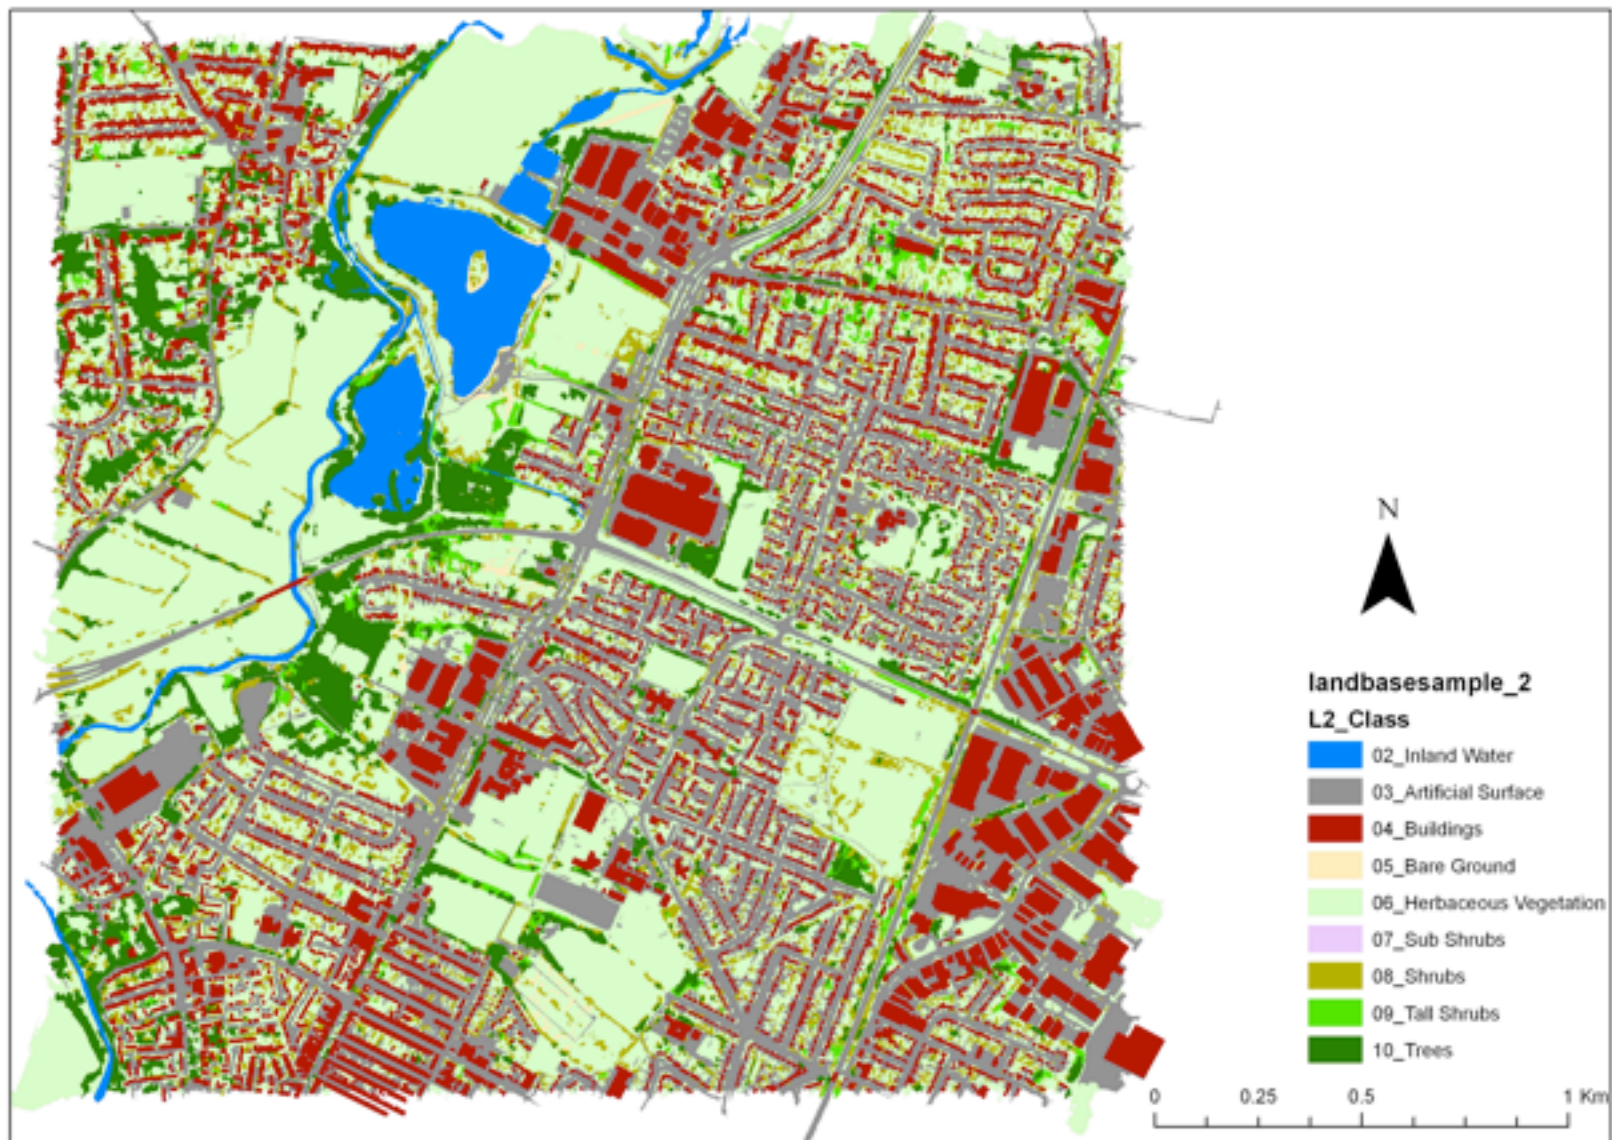 N
landbasesample_2
L2_Class
02_Inland Water
03_Artificial Surface
04_Buildings
05_Bare Ground
06_Herbaceous Vegetation
07_Sub Shrubs
08_Shrubs
09_Tall Shrubs
10_Trees
0 0.25 0.5 1 Km